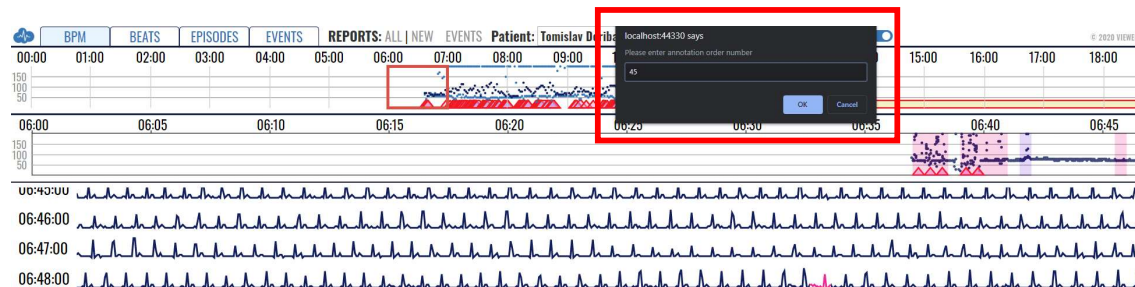 BPM BEATS EPISODES EVENTS REPORTS: ALL | NEW EVENTS Patient: Tomislav
© 2020 VIEWE
localhost:44330 says
Please enter annotation order number
45
OK Cancel
00:00 01:00 02:00 03:00 04:00 05:00 06:00 07:00 08:00 09:00 15:00 16:00 17:00 18:00
150
100
50
06:00 06:05 06:10 06:15 06:20 06:25 06:30 06:35 06:40 06:45
150
100
50
06:45:00
06:46:00
06:47:00
06:48:00